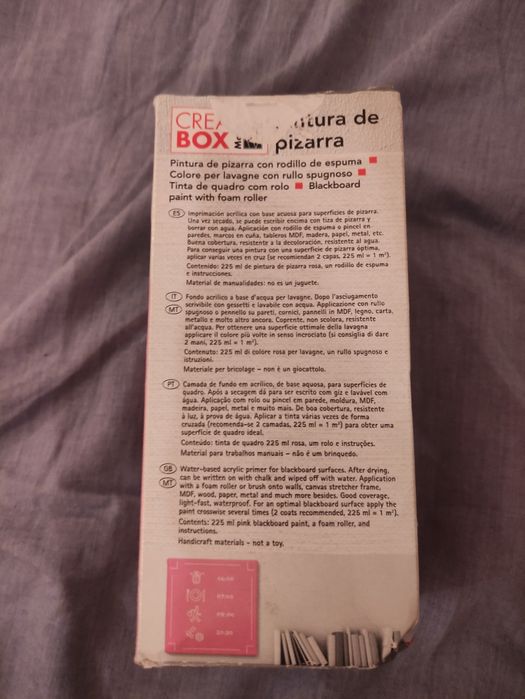 CREA
BOX
ntura de
pizarra
Pintura de pizarra con rodillo de espuma
Colore per lavagne con rullo spugnoso
Tinta de quadro com rolo Blackboard
paint with foam roller
ES Imprimación acrílica con base acuosa para superficies de pizarra.
Una vez secado, se puede escribir encima con tiza de pizarra y
borrar con agua. Aplicación con rodillo de espuma o pincel en
paredes, marcos en cuña, tableros MDF, madera, papel, metal, etc.
Buena cobertura, resistente a la decoloración, resistente al agua.
Para conseguir una pintura con una superficie de pizarra óptima,
aplicar varias veces en cruz (se recomiendan 2 capas, 225 ml = 1 m²).
Contenido: 225 ml de pintura de pizarra rosa, un rodillo de espuma
e instrucciones.
Material de manualidades: no es un juguete.
IT Fondo acrilico a base d'acqua per lavagne. Dopo l'asciugamento
MT scrivibile con gessetti e lavabile con acqua. Applicazione con rullo
spugnoso o pennello su pareti, cornici, pannelli in MDF, legno, carta,
metallo e molto altro ancora. Coprente, non scolora, resistente
all'acqua. Per ottenere una superficie ottimale della lavagna
applicare il colore più volte in senso incrociato (si consiglia di dare
2 mani, 225 ml = 1 m²).
Contenuto: 225 ml di colore rosa per lavagne, un rullo spugnoso e
istruzioni.
Materiale per bricolage – non è un giocattolo.
PT Camada de fundo em acrílico, de base aquosa, para superfícies de
quadro. Após a secagem dá para ser escrito com giz e lavável com
água. Aplicação com rolo ou pincel em parede, moldura, MDF,
madeira, papel, metal e muito mais. De boa cobertura, resistente
à luz, à prova de água. Aplicar a tinta várias vezes de forma
cruzada (recomenda-se 2 camadas, 225 ml = 1 m²) para obter uma
superfície de quadro ideal.
Conteúdo: tinta de quadro 225 ml rosa, um rolo e instruções.
Material para trabalhos manuais – não é um brinquedo.
GB Water-based acrylic primer for blackboard surfaces. After drying,
MT can be written on with chalk and wiped off with water. Application
with a foam roller or brush onto walls, canvas stretcher frame,
MDF, wood, paper, metal and much more besides. Good coverage,
light-fast, waterproof. For an optimal blackboard surface apply the
paint crosswise several times (2 coats recommended, 225 ml = 1 m²).
Contents: 225 ml pink blackboard paint, a foam roller, and
instructions.
Handicraft materials – not a toy.